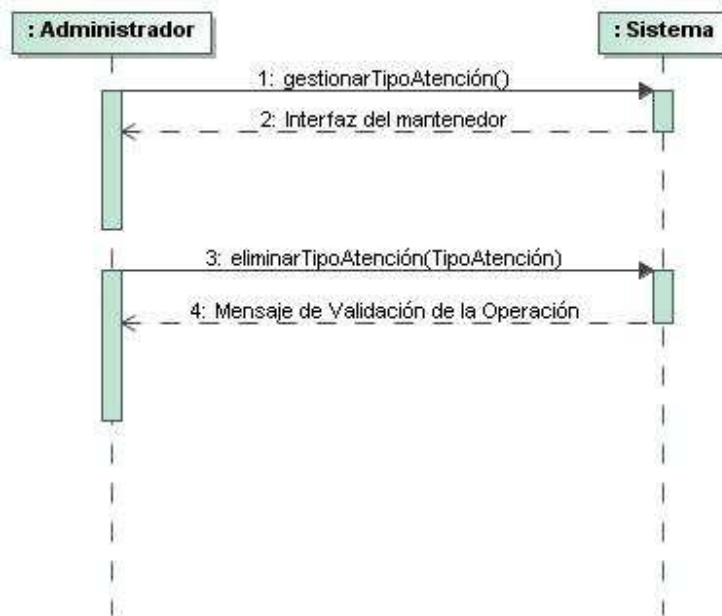 : Administrador
: Sistema
1: gestionarTipoAtención()
2: Interfaz del mantenedor
3: eliminarTipoAtención(TipoAtención)
4: Mensaje de Validación de la Operación